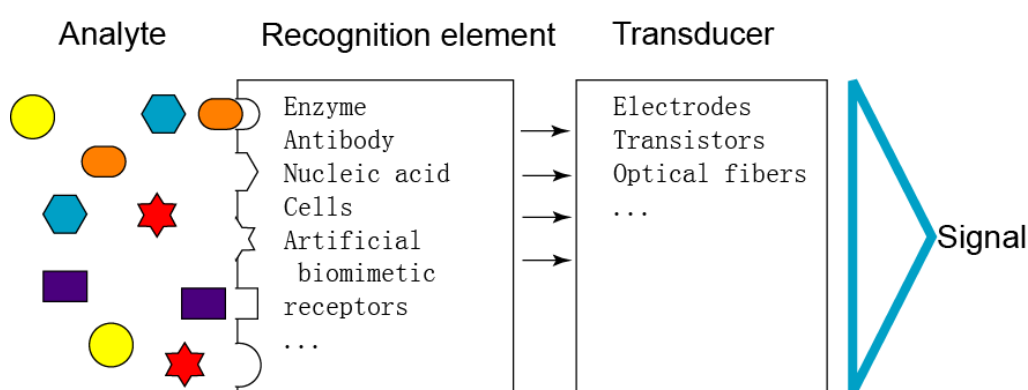 Analyte
Recognition element
Transducer
Enzyme
Antibody
Nucleic acid
Cells
Artificial
biomimetic
receptors
...
Electrodes
Transistors
Optical fibers
...
Signal